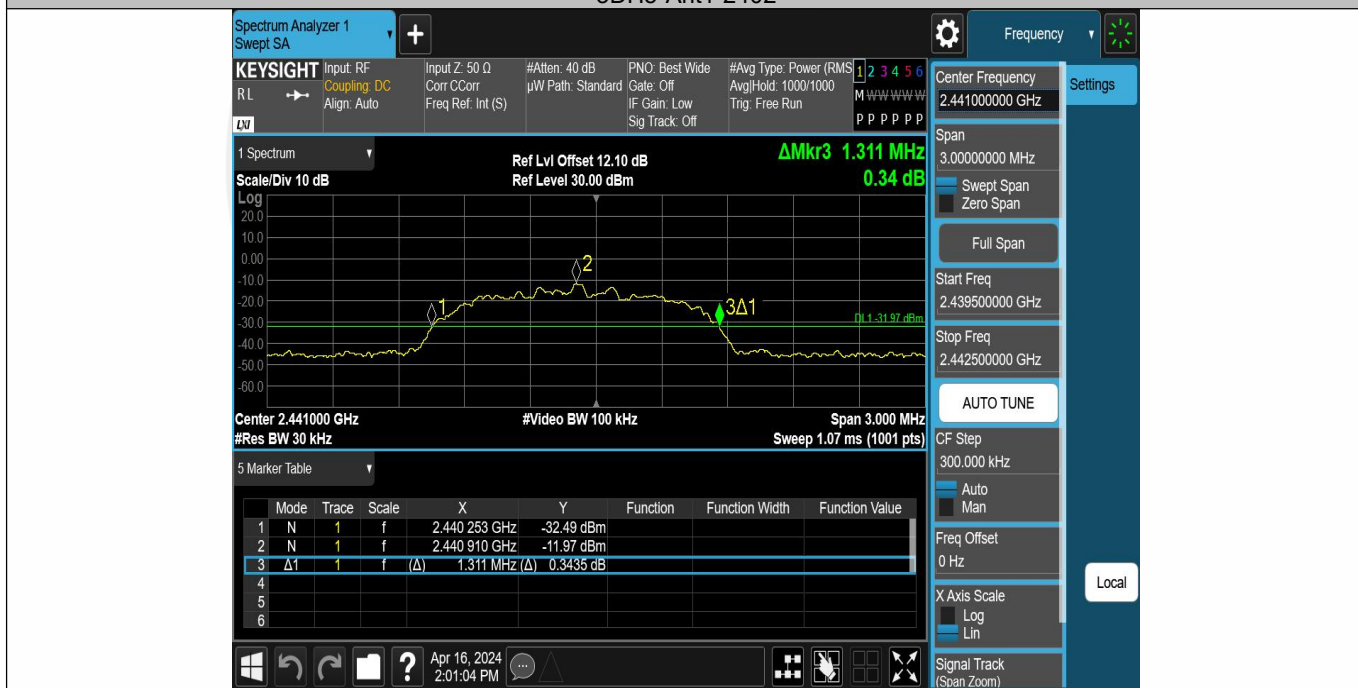 Spectrum Analyzer 1
Swept SA
+
Frequency
KEYSIGHT
RL
LXI
Input: RF
Coupling: DC
Align: Auto
Input Z: 50 Ω
Corr CCorr
Freq Ref: Int (S)
#Atten: 40 dB
µW Path: Standard
PNO: Best Wide
Gate: Off
IF Gain: Low
Sig Track: Off
#Avg Type: Power (RMS
Avg|Hold: 1000/1000
Trig: Free Run
1 2 3 4 5 6
M W W W W W
P P P P P P
Center Frequency
2.441000000 GHz
Settings
1 Spectrum
Scale/Div 10 dB
Ref Lvl Offset 12.10 dB
Ref Level 30.00 dBm
ΔMkr3 1.311 MHz
0.34 dB
Span
3.00000000 MHz
Swept Span
Zero Span
Full Span
Log
20.0
10.0
0.00
-10.0
-20.0
-30.0
-40.0
-50.0
-60.0
1
2
3Δ1
DL1 -31.97 dBm
Start Freq
2.439500000 GHz
Stop Freq
2.442500000 GHz
AUTO TUNE
Center 2.441000 GHz
#Video BW 100 kHz
Span 3.000 MHz
#Res BW 30 kHz
Sweep 1.07 ms (1001 pts)
CF Step
300.000 kHz
Auto
Man
5 Marker Table
Mode Trace Scale X Y Function Function Width Function Value
1 N 1 f 2.440 253 GHz -32.49 dBm
2 N 1 f 2.440 910 GHz -11.97 dBm
3 Δ1 1 f (Δ) 1.311 MHz (Δ) 0.3435 dB
4
5
6
Freq Offset
0 Hz
Local
X Axis Scale
Log
Lin
Signal Track
(Span Zoom)
?
Apr 16, 2024
2:01:04 PM